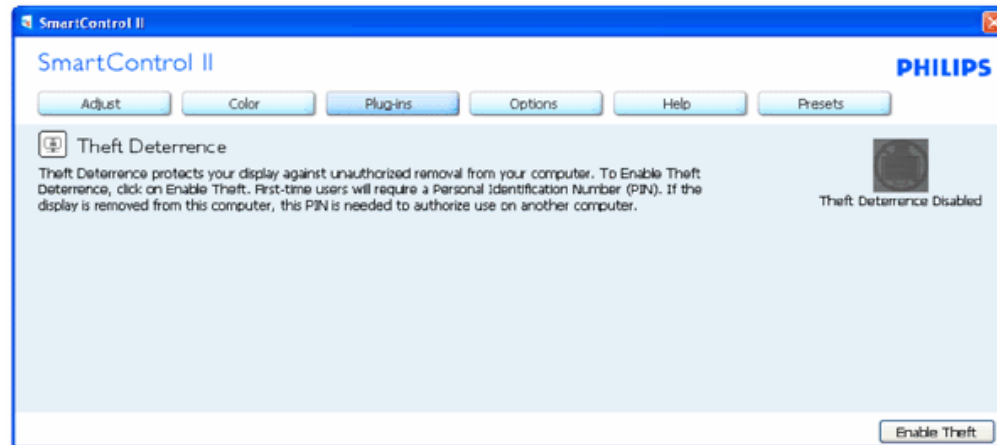 SmartControl II
SmartControl II
PHILIPS
Adjust Color Plug-ins Options Help Presets
Theft Deterrence
Theft Deterrence protects your display against unauthorized removal from your computer. To Enable Theft
Deterrence, click on Enable Theft. First-time users will require a Personal Identification Number (PIN). If the
display is removed from this computer, this PIN is needed to authorize use on another computer.
Theft Deterrence Disabled
Enable Theft